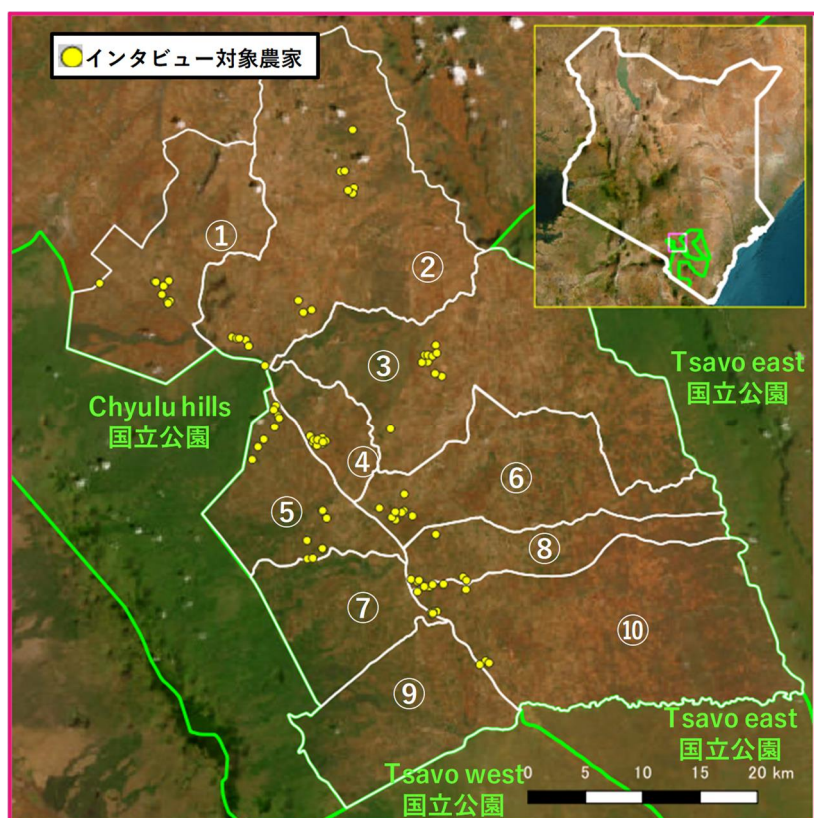 インタビュー対象農家
①
②
③
Tsavo east
国立公園
Chyulu hills
国立公園
④
⑥
⑤
⑧
⑦
⑩
⑨
Tsavo east
国立公園
Tsavo west
国立公園
0 5 10 15 20 km